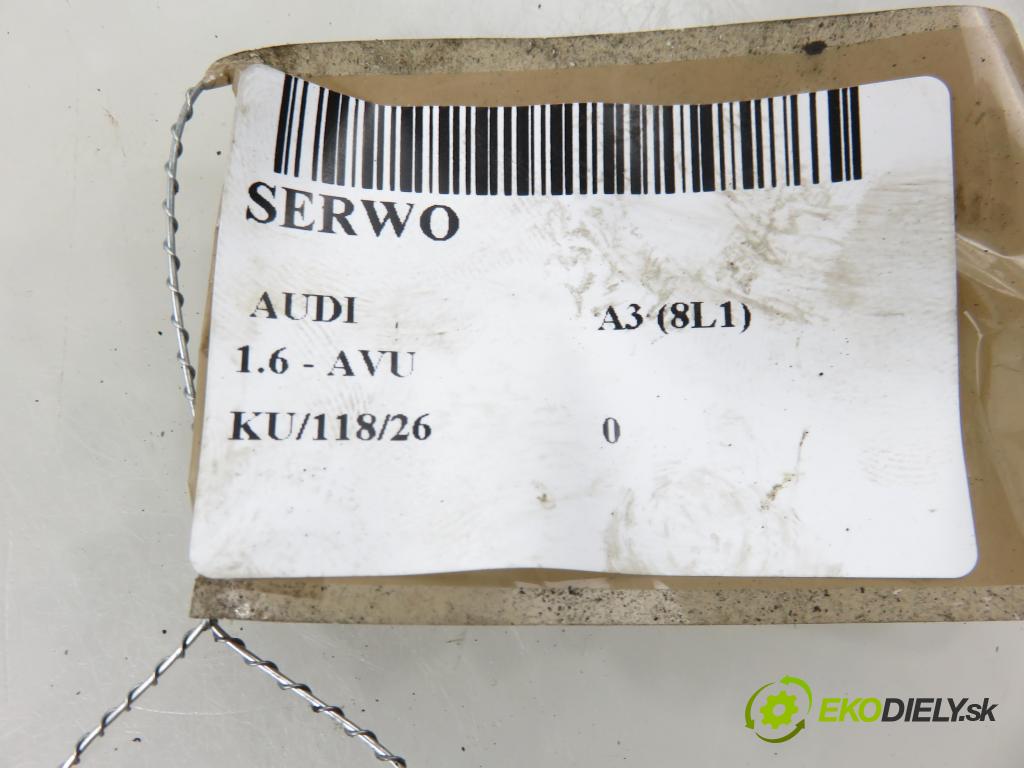 SERWO
AUDI A3 (8L1)
1.6 - AVU
KU/118/26 0
EKODIELY.sk